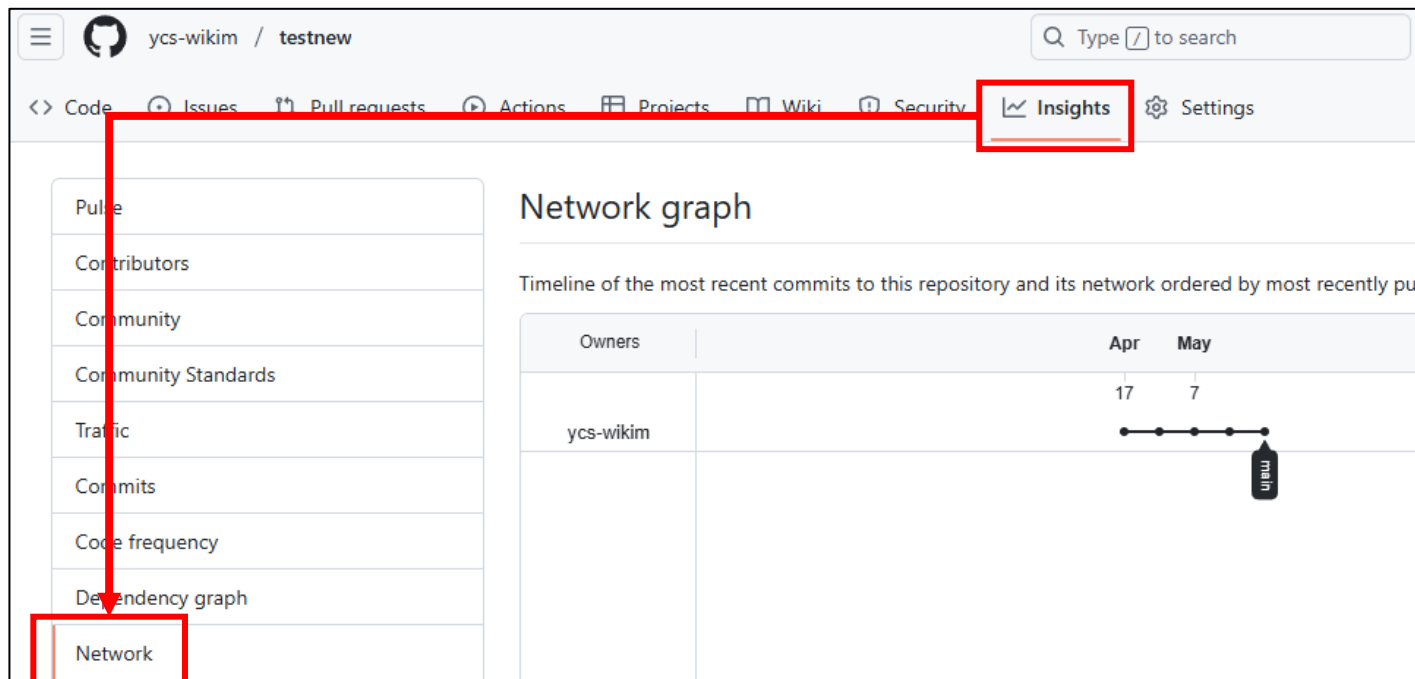 ycs-wikim / testnew
Type / to search
Code Issues Pull requests Actions Projects Wiki Security Insights Settings
Pulse
Contributors
Community
Community Standards
Traffic
Commits
Code frequency
Dependency graph
Network
Network graph
Timeline of the most recent commits to this repository and its network ordered by most recently pu
Owners Apr May
17 7
ycs-wikim
main